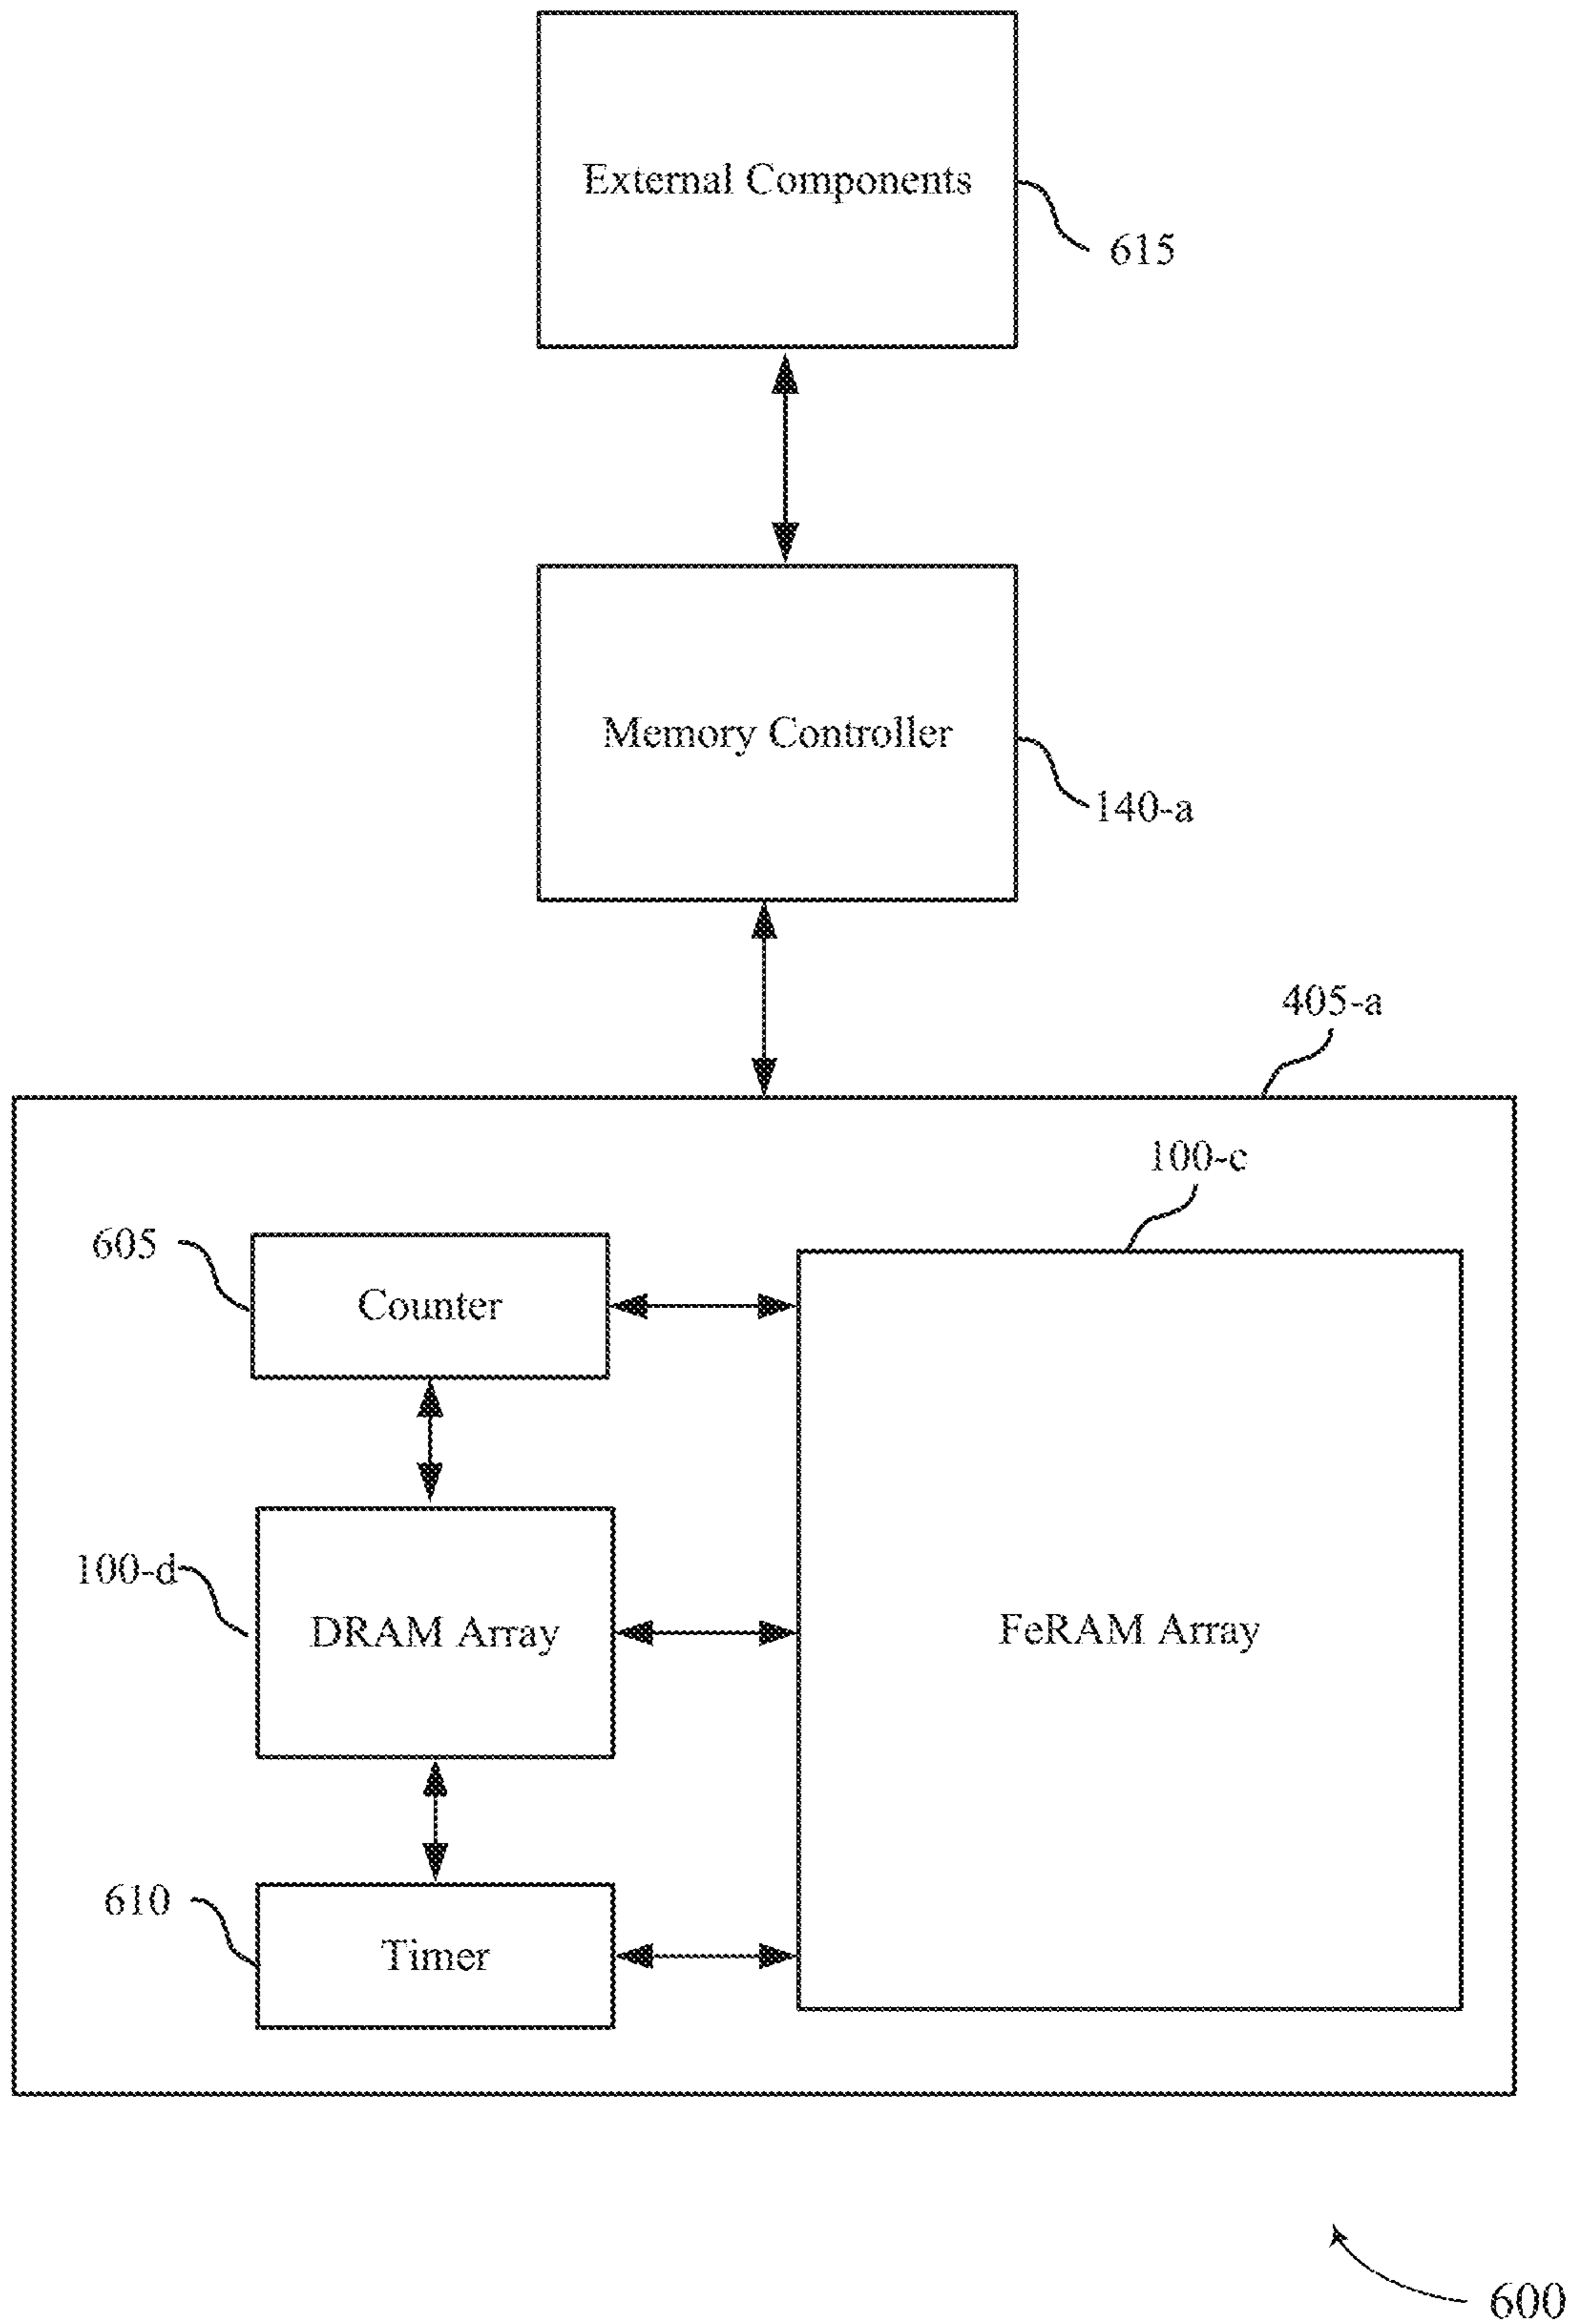 External Components
615
Memory Controller
140-a
405-a
100-c
605
Counter
100-d
DRAM Array
FeRAM Array
610
Timer
600